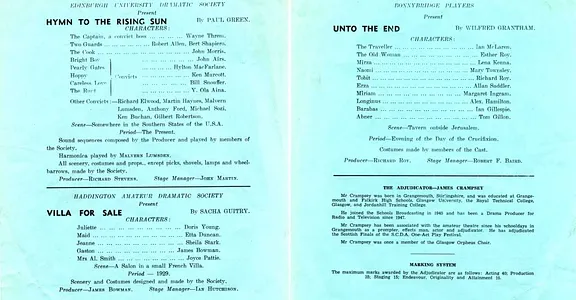 EDINBURGH UNIVERSITY DRAMATIC SOCIETY
Present
HYMN TO THE RISING SUN By PAUL GREEN.
CHARACTERS:
The Captain, a convict boss Wayne Throm.
Two Guards Robert Allen, Bert Shapiera.
The Cook John Morris.
Bright Boy John Airs.
Pearly Gates Hylton MacFarlane.
Hopey Convicts Ken Marcott.
Careless Love Bill Snowfler.
The Runt Y. Ola Aina.
Other Convicts:—Richard Elwood, Martin Haynes, Malvern
Lumsden, Anthony Ford, Michael Scott,
Ken Buchan, Gilbert Robertson.
Scene—Somewhere in the Southern States of the U.S.A.
Time—The Present.
Sound sequences composed by the Producer and played by members of
the Society.
Harmonica played by MALVERN LUMSDEN.
All scenery, costumes and props., except picks, shovels, lamps and wheel-
barrows, made by the Society.
Producer—RICHARD STEVENS. Stage Manager—JOHN MARTIN.
HADDINGTON AMATEUR DRAMATIC SOCIETY
Present
VILLA FOR SALE By SACHA GUITRY.
CHARACTERS:
Juliette Doris Young.
Maid Etta Duncan.
Jeanne Sheila Stark.
Gaston James Bowman.
Mrs Al. Smith Joyce Pattie.
Scene—A Salon in a small French Villa.
Period — 1929.
Scenery and Costumes designed and made by the Society.
Producer—JAMES BOWMAN. Stage Manager—IAN HUTCHISON.
BONNYBRIDGE PLAYERS
Present
UNTO THE END By WILFRED GRANTHAM.
CHARACTERS:
The Traveller Ian McLaren.
The Old Woman Esther Roy.
Mirza Lena Kenna.
Naomi Mary Townsley.
Tobit Richard Roy.
Ezra Allan Saddler.
Miriam Margaret Ingram.
Longinus Alex. Hamilton.
Barabas Ian Gillespie.
Abner Tom Gillon.
Scene—Tavern outside Jerusalem.
Period—Evening of the Day of the Crucifixion.
Costumes made by members of the Cast.
Producer—RICHARD ROY. Stage Manager—ROBERT F. BAIRD.
THE ADJUDICATOR—JAMES CRAMPSEY
Mr Crampsey was born in Grangemouth, Stirlingshire, and was educated at Grange-
mouth and Falkirk High Schools, Glasgow University, the Royal Technical College,
Glasgow, and Jordanhill Training College.
He joined the Schools Broadcasting in 1945 and has been a Drama Producer for
Radio and Television since 1947.
Mr Crampsey has been associated with the amateur theatre since his schooldays in
Grangemouth as a prompter, effects man, actor and adjudicator. He has adjudicated
the Scottish Finals of the S.C.D.A. One-Act Play Festival.
Mr Crampsey was once a member of the Glasgow Orpheus Choir.
MARKING SYSTEM
The maximum marks awarded by the Adjudicator are as follows: Acting 40; Production
35; Staging 15; Endeavour, Originality and Attainment 10.